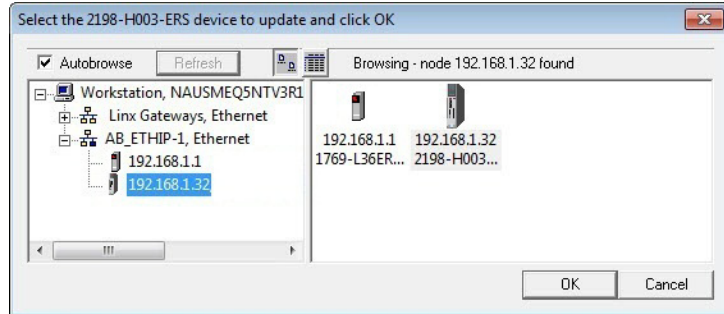 Select the 2198-H003-ERS device to update and click OK
Autobrowse
Refresh
Browsing - node 192.168.1.32 found
Workstation, NAUSMEQ5NTV3R1
Linx Gateways, Ethernet
AB_ETHIP-1, Ethernet
192.168.1.1
192.168.1.32
192.168.1.1
1769-L36ER...
192.168.1.32
2198-H003...
OK
Cancel